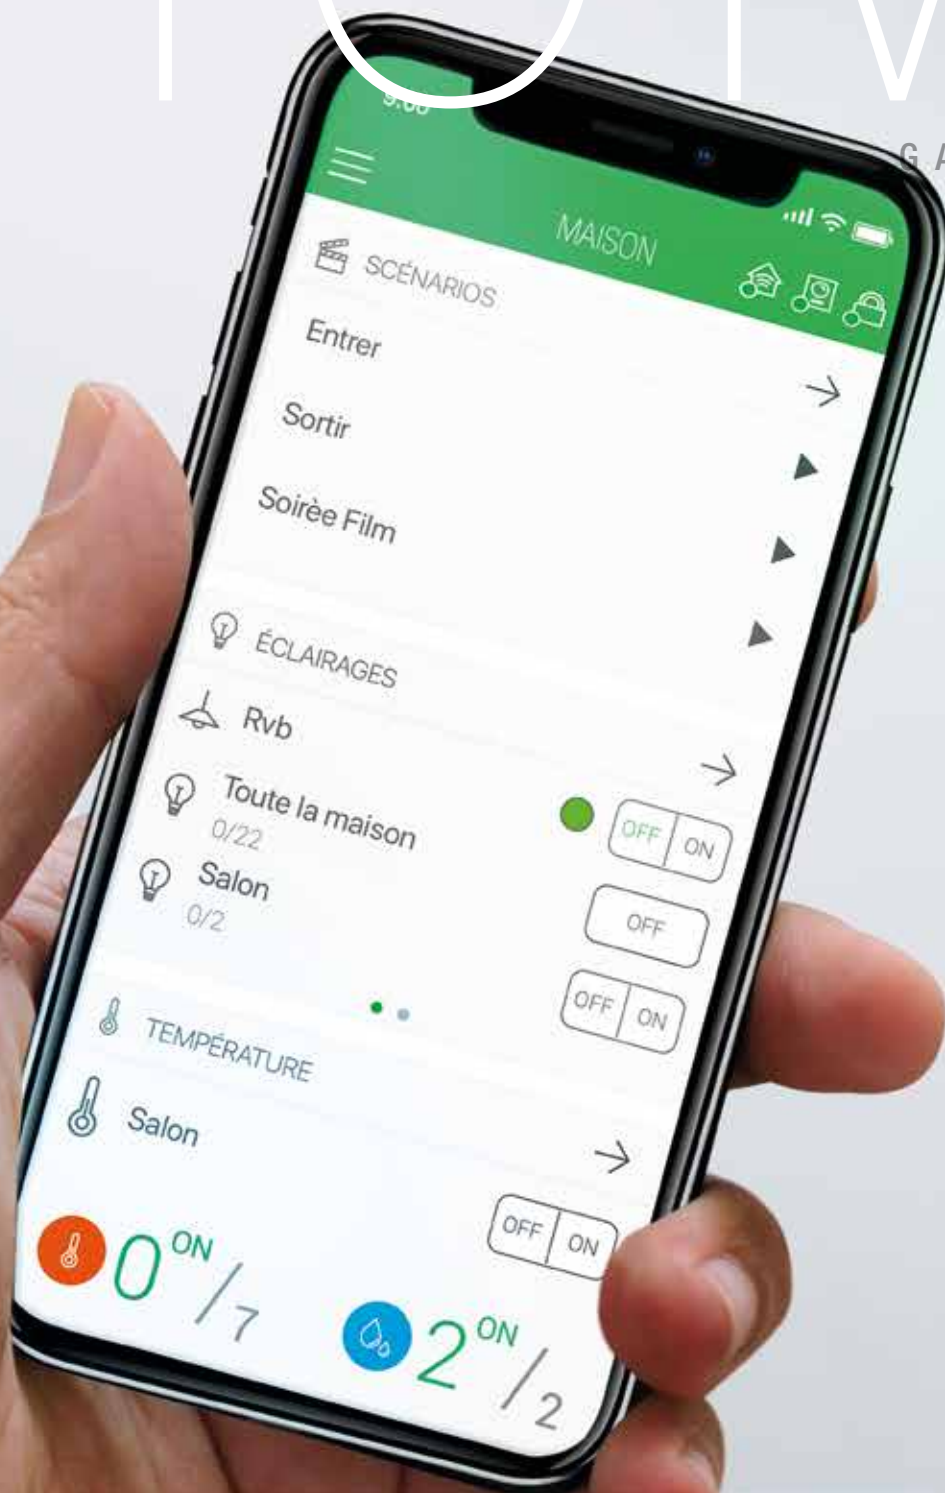 MAISON
SCÉNARIOS
Entrer
Sortir
Soirèe Film
ÉCLAIRAGES
Rvb
OFF ON
Toute la maison
0/22
OFF
Salon
0/2
OFF ON
TEMPÉRATURE
Salon
OFF ON
0 ON / 7
2 ON / 2